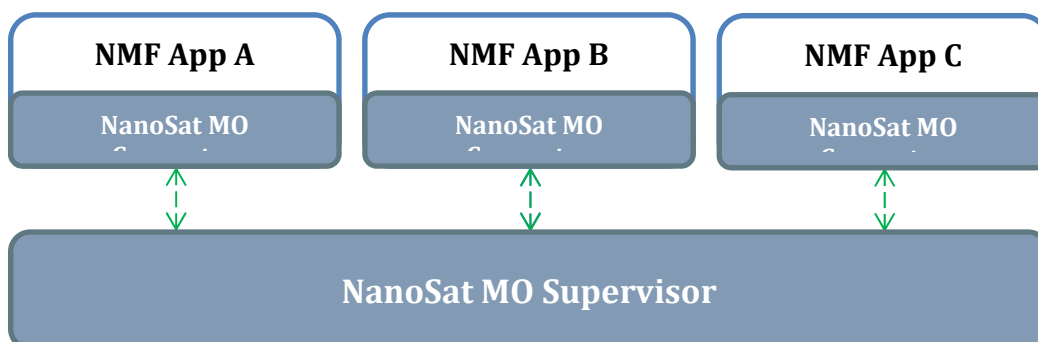 NMF App A
NMF App B
NMF App C
NanoSat MO
NanoSat MO
NanoSat MO
NanoSat MO Supervisor